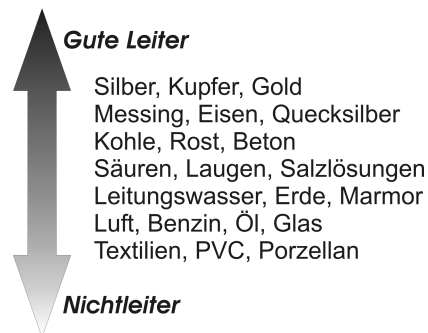 Gute Leiter
Silber, Kupfer, Gold
Messing, Eisen, Quecksilber
Kohle, Rost, Beton
Säuren, Laugen, Salzlösungen
Leitungswasser, Erde, Marmor
Luft, Benzin, Öl, Glas
Textilien, PVC, Porzellan
Nichtleiter